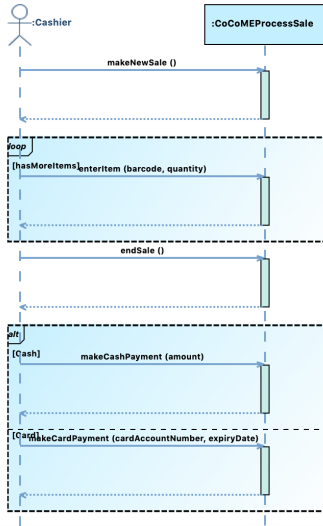 :Cashier
:CoCoMEProcessSale
makeNewSale ()
loop
[hasMoreItems]
enterItem (barcode, quantity)
endSale ()
alt
[Cash]
makeCashPayment (amount)
[Card]
makeCardPayment (cardAccountNumber, expiryDate)